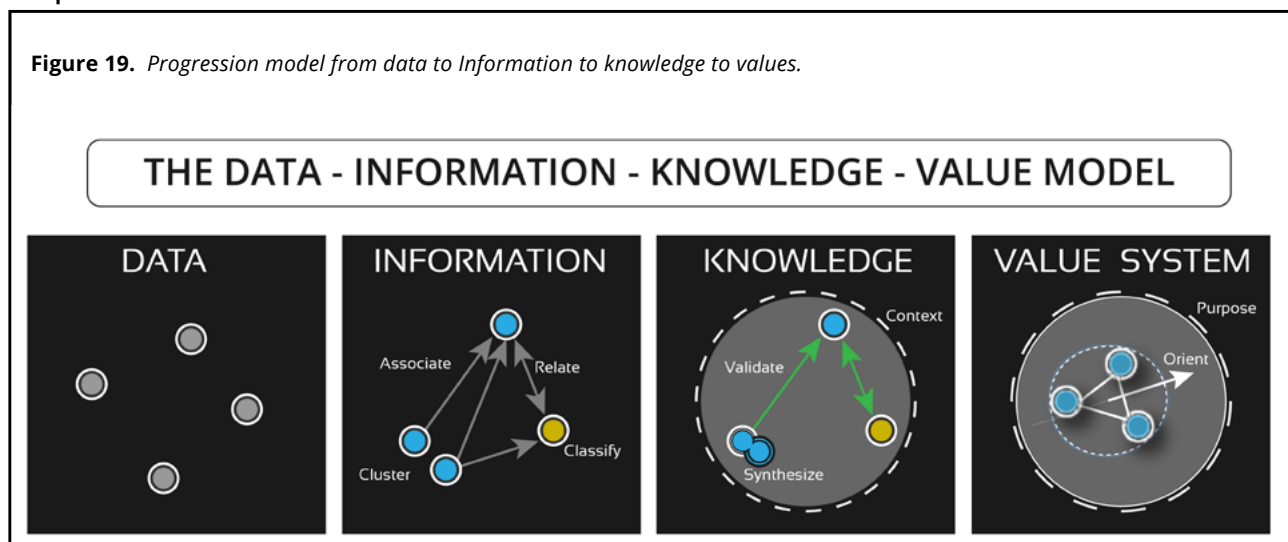 Figure 19. Progression model from data to Information to knowledge to values.
THE DATA - INFORMATION - KNOWLEDGE - VALUE MODEL
DATA
INFORMATION
Associate
Relate
Cluster
Classify
KNOWLEDGE
Context
Validate
Synthesize
VALUE SYSTEM
Purpose
Orient